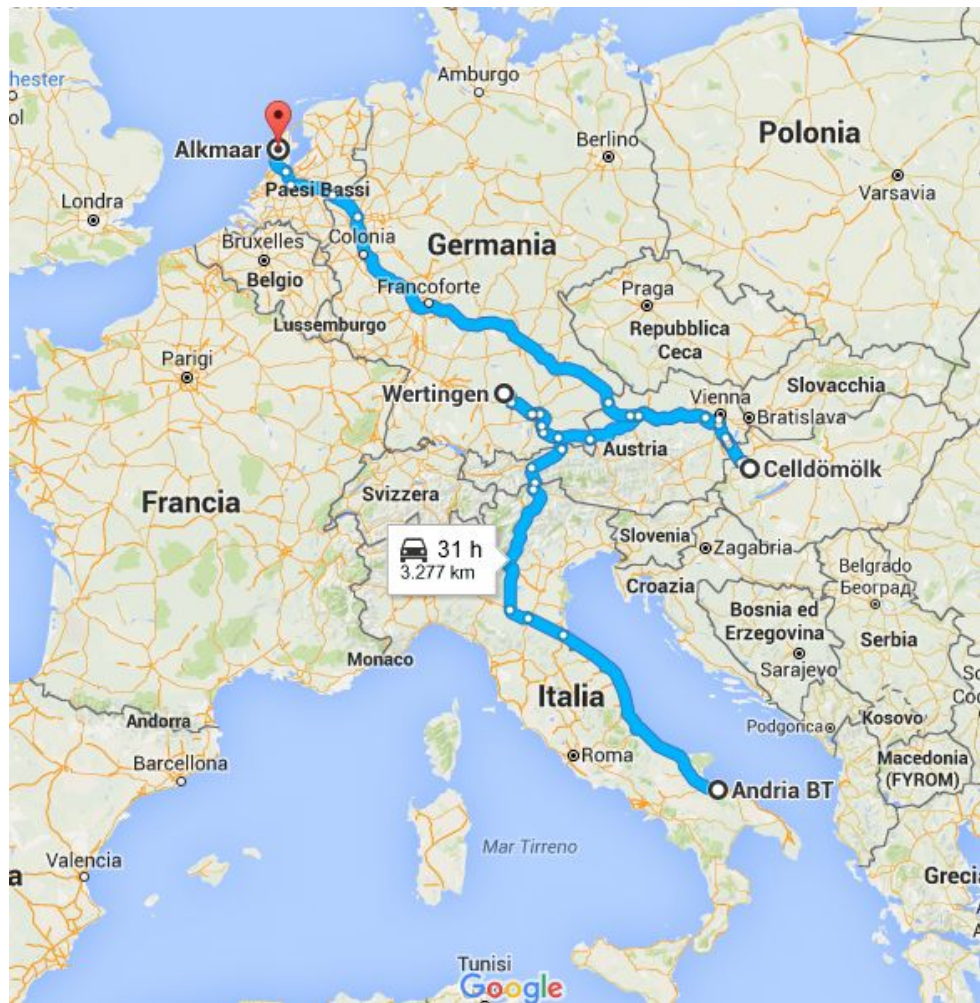 hester
ol
Amburgo
Alkmaar
Berlino
Polonia
Paesi Bassi
Varsavia
Londra
Bruxelles
Colonia
Germania
Belgio
Francoforte
Praga
Lussemburgo
Repubblica
Ceca
Parigi
Wertingen
Slovacchia
Vienna
Bratislava
Austria
Celldömölk
Francia
Svizzera
31 h
3.277 km
Slovenia
Zagabria
Croazia
Belgrado
Београд
Bosnia ed
Erzegovina
Serbia
Monaco
Sarajevo
Italia
Andorra
Podgorica
Kosovo
Barcellona
Roma
Macedonia
(FYROM)
Andria BT
Mar Tirreno
Valencia
a
Grecia
Tunisi
Google